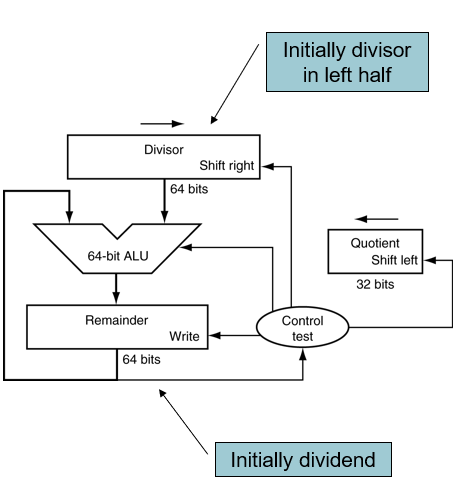 Initially divisor
in left half
Divisor
Shift right
64 bits
64-bit ALU
Quotient
Shift left
32 bits
Remainder
Write
Control
test
64 bits
Initially dividend